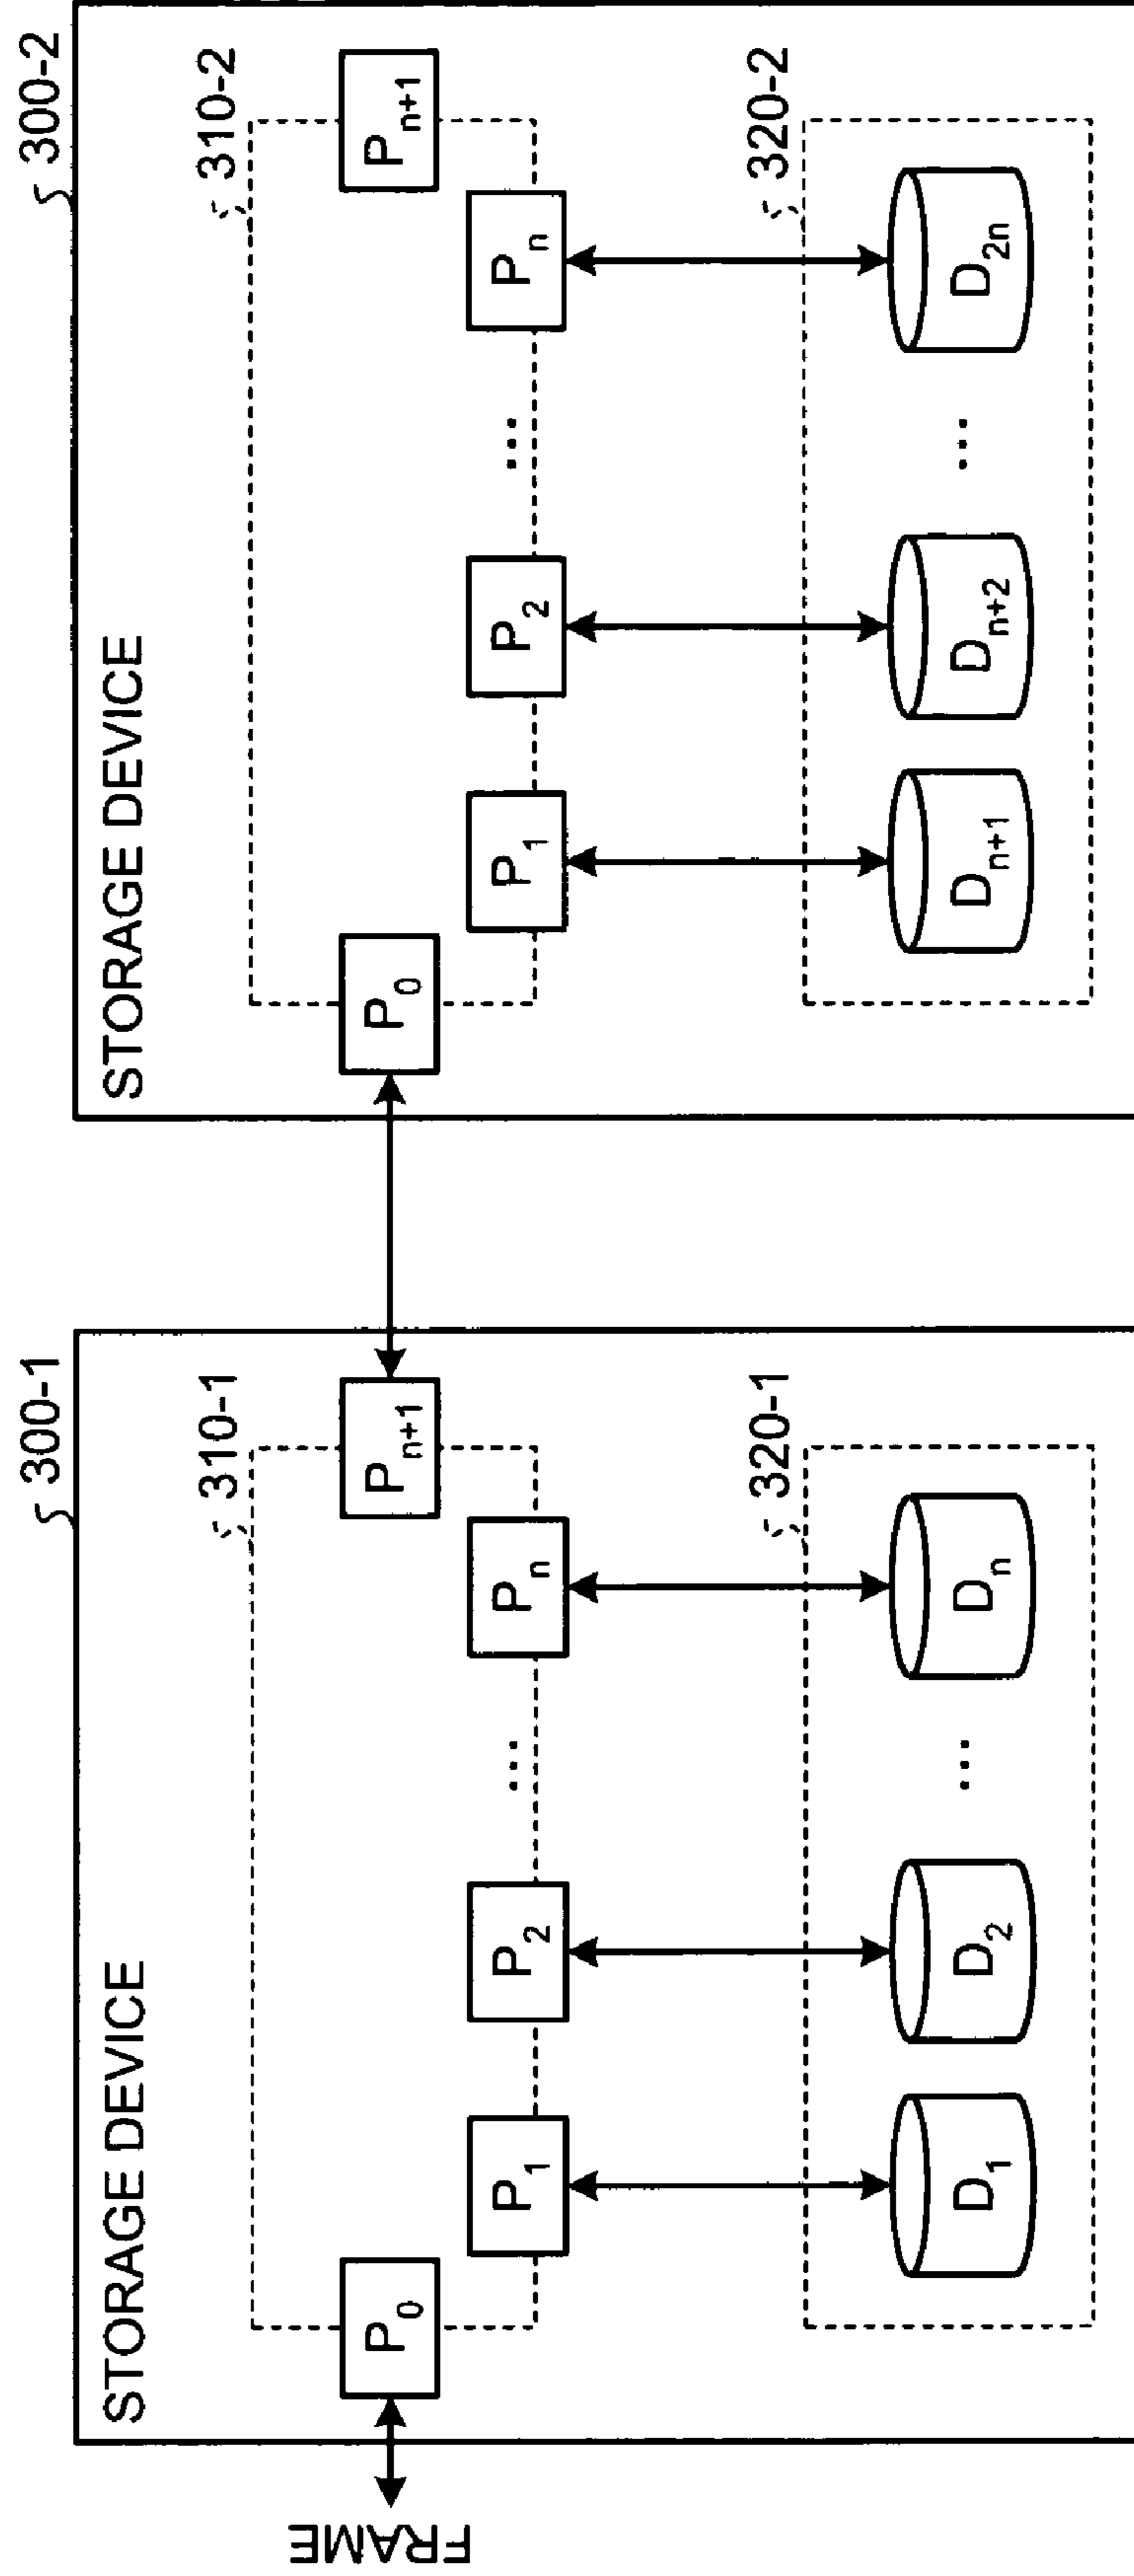 300-1
STORAGE DEVICE
310-1
P0
Pn+1
P1
P2
...
Pn
320-1
D1
D2
...
Dn
FRAME
300-2
STORAGE DEVICE
310-2
P0
Pn+1
P1
P2
...
Pn
320-2
Dn+1
Dn+2
...
D2n